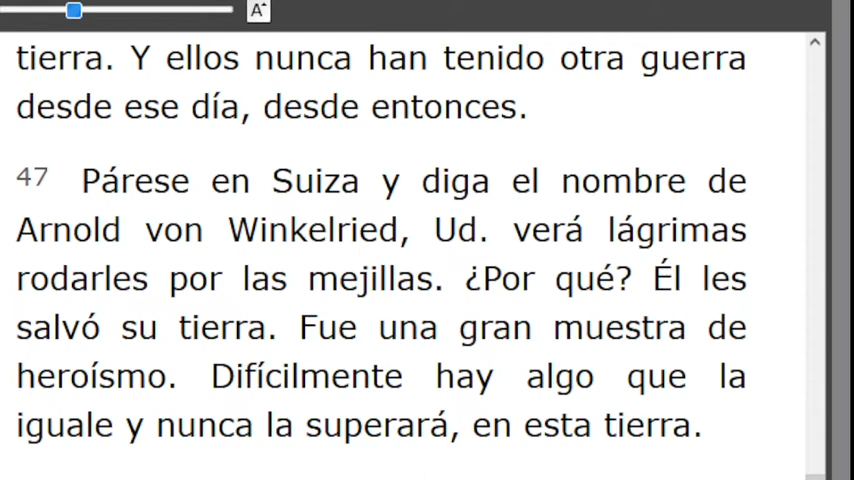 A
tierra. Y ellos nunca han tenido otra guerra
desde ese día, desde entonces.
47 Párese en Suiza y diga el nombre de
Arnold von Winkelried, Ud. verá lágrimas
rodarles por las mejillas. ¿Por qué? Él les
salvó su tierra. Fue una gran muestra de
heroísmo. Difícilmente hay algo que la
iguale y nunca la superará, en esta tierra.